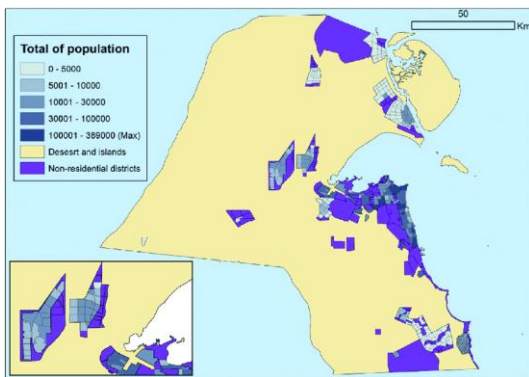 50
Km
Total of population
0 - 5000
5001 - 10000
10001 - 30000
30001 - 100000
100001 - 389000 (Max)
Desesrt and islands
Non-residential districts